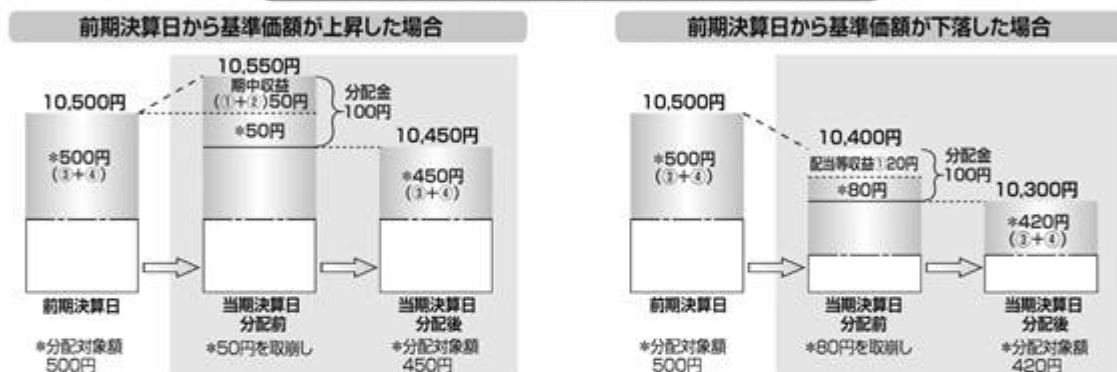 前期決算日から基準価額が上昇した場合
10,500円
*500円
(③+④)
前期決算日
*分配対象額
500円
10,550円
期中収益
(①+②)50円
*50円
分配金
100円
当期決算日
分配前
*50円を取崩し
10,450円
*450円
(③+④)
当期決算日
分配後
*分配対象額
450円
前期決算日から基準価額が下落した場合
10,500円
*500円
(③+④)
前期決算日
*分配対象額
500円
10,400円
配当等収益①20円
*80円
分配金
100円
当期決算日
分配前
*80円を取崩し
10,300円
*420円
(③+④)
当期決算日
分配後
*分配対象額
420円